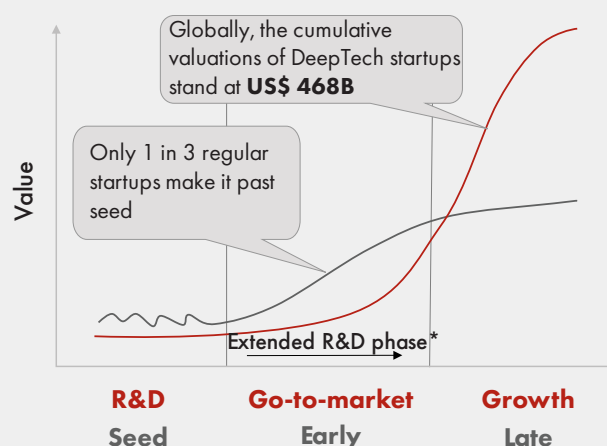 Globally, the cumulative
valuations of DeepTech startups
stand at US$ 468B
Only 1 in 3 regular
startups make it past
seed
Value
Extended R&D phase*
R&D Go-to-market Growth
Seed Early Late